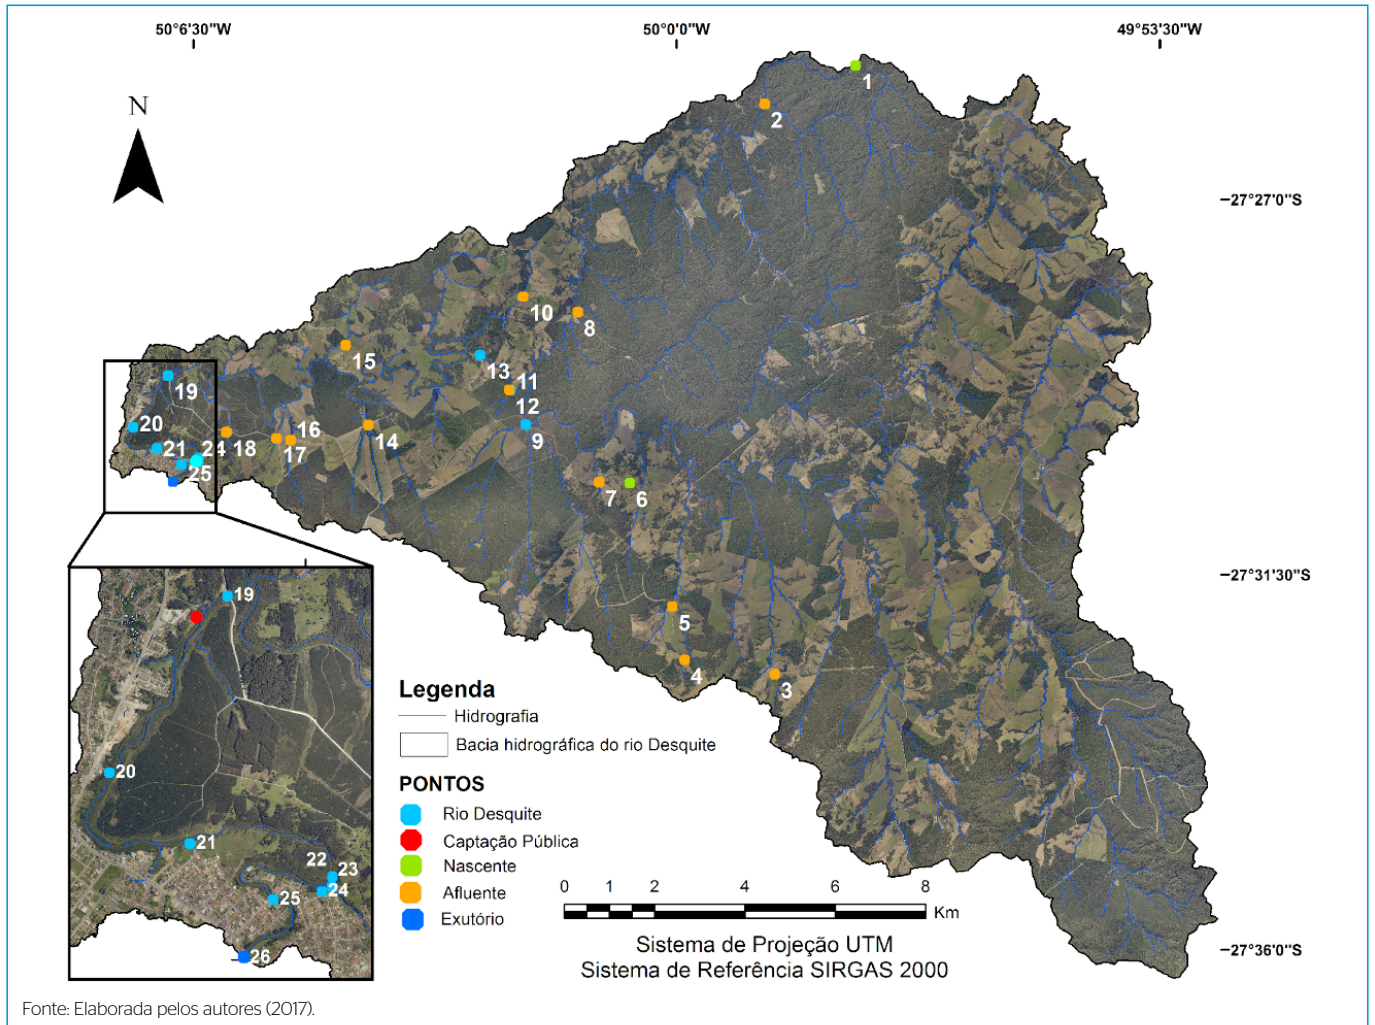 50°6'30"W
50°0'0"W
49°53'30"W
N
1
2
−27°27'0"S
10
8
15
13
19
11
12
20
16
9
21
24
18
17
14
25
7
6
−27°31'30"S
5
19
4
3
Legenda
Hidrografia
Bacia hidrográfica do rio Desquite
20
PONTOS
Rio Desquite
21
Captação Pública
22
23
Nascente
24
0 1 2 4 6 8
Afluente
25
Km
Exutório
Sistema de Projeção UTM
26
−27°36'0"S
Sistema de Referência SIRGAS 2000
Fonte: Elaborada pelos autores (2017).